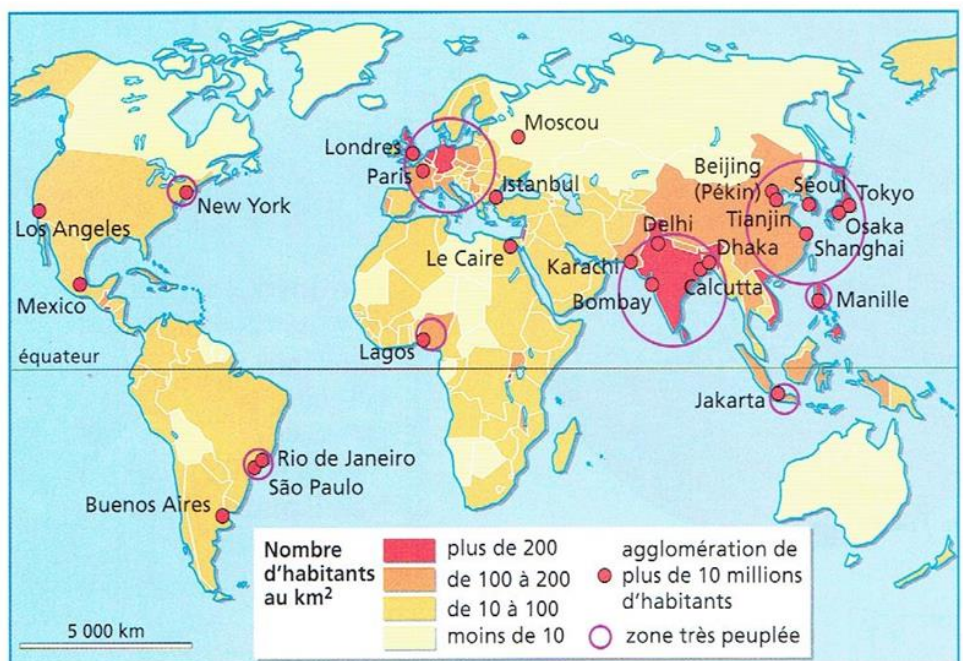 Moscou
Londres
Paris
Istanbul
Beijing
(Pékin)
Séoul
Tokyo
Tianjin
Osaka
Shanghai
New York
Los Angeles
Delhi
Dhaka
Le Caire
Karachi
Calcutta
Bombay
Mexico
Manille
Lagos
équateur
Jakarta
Rio de Janeiro
São Paulo
Buenos Aires
Nombre
d'habitants
au km²
plus de 200
de 100 à 200
de 10 à 100
moins de 10
agglomération de
plus de 10 millions
d'habitants
zone très peuplée
5 000 km